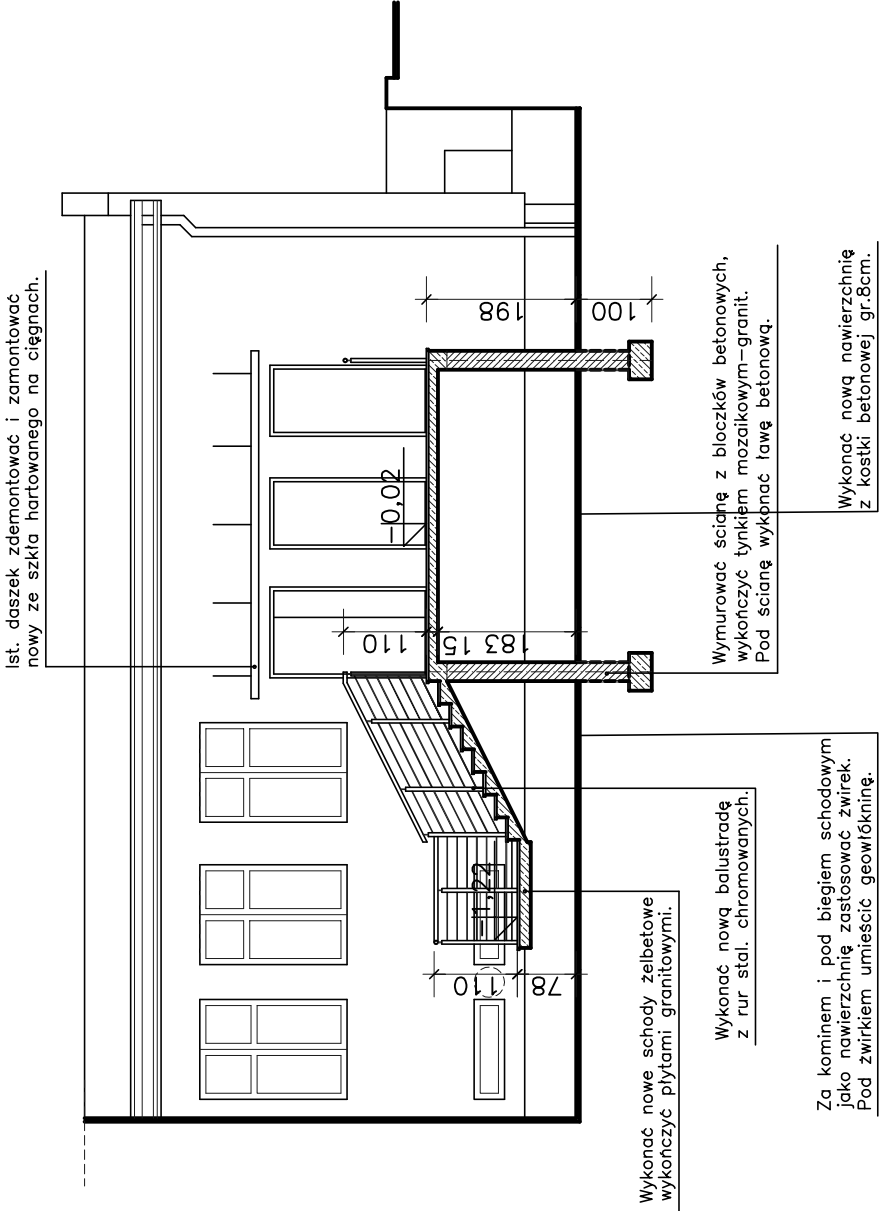 Ist. daszek zdemontować i zamontować
nowy ze szkła hartowanego na cięgnach.
-0,02
198
100
110
15
183
-1,22
110
78
Wymurować ścianę z bloczków betonowych,
wykończyć tynkiem mozaikowym-granit.
Pod ścianę wykonać ławę betonową.
Wykonać nową nawierzchnię
z kostki betonowej gr.8cm.
Wykonać nowe schody żelbetowe
wykończyć płytami granitowymi.
Wykonać nową balustradę
z rur stal. chromowanych.
Za kominem i pod biegiem schodowym
jako nawierzchnię zastosować żwirek.
Pod żwirkiem umieścić geowłókninę.